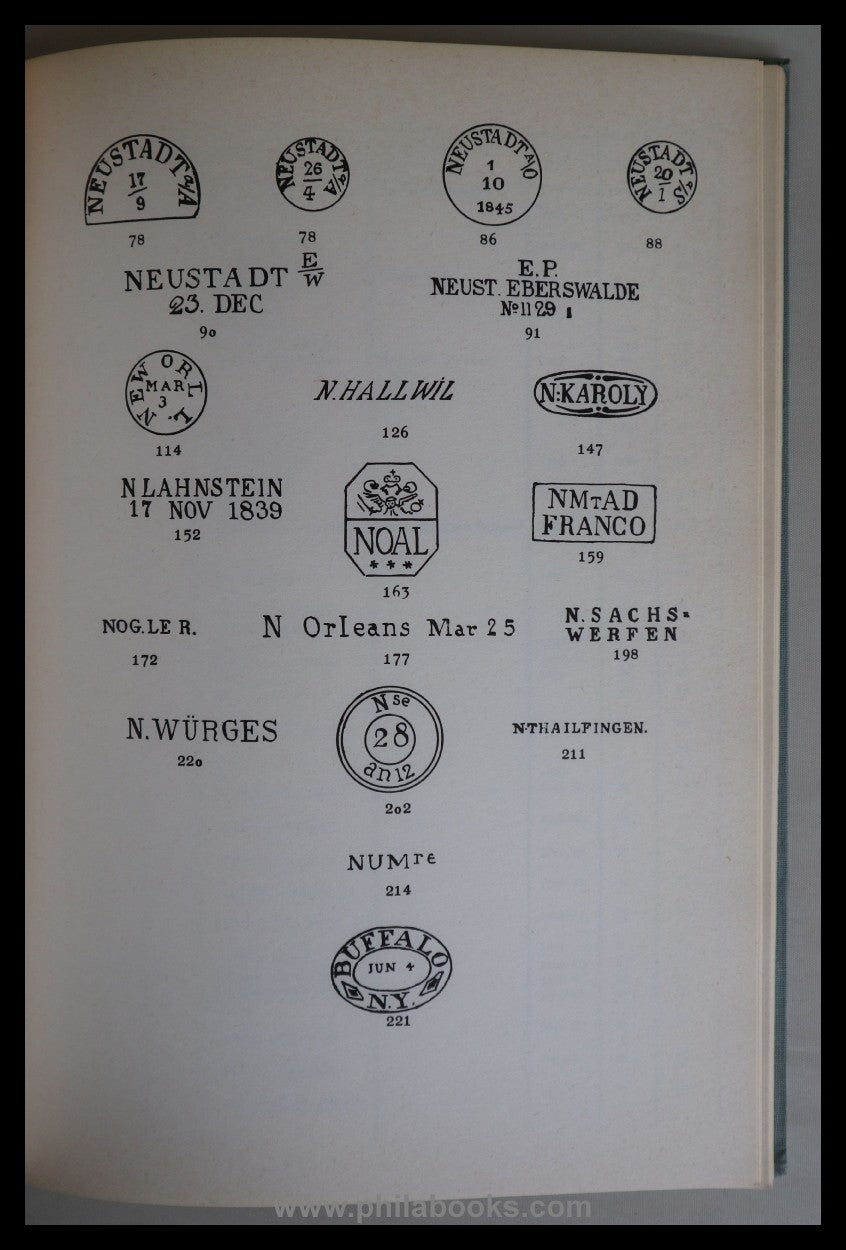 NEUSTADT a/A
17
9
78
NEUSTADT a/A
26
4
78
NEUSTADT a/O
1
10
1845
86
NEUSTADT a/S
20
1
88
NEUSTADT E/W
23. DEC
90
E.P.
NEUST. EBERSWALDE
No 1129
91
NEW ORL L.
MAR
3
114
N.HALLWIL
126
N:KAROLY
147
N LAHNSTEIN
17 NOV 1839
152
NOAL
***
163
NMTAD
FRANCO
159
NOG.LE R.
172
N Orleans Mar 25
177
N. SACHS=
WERFEN
198
N.WÜRGES
220
Nse
28
an12
202
N·THAILFINGEN.
211
NUMre
214
BUFFALO
JUN 4
N.Y.
221
www.philabooks.com